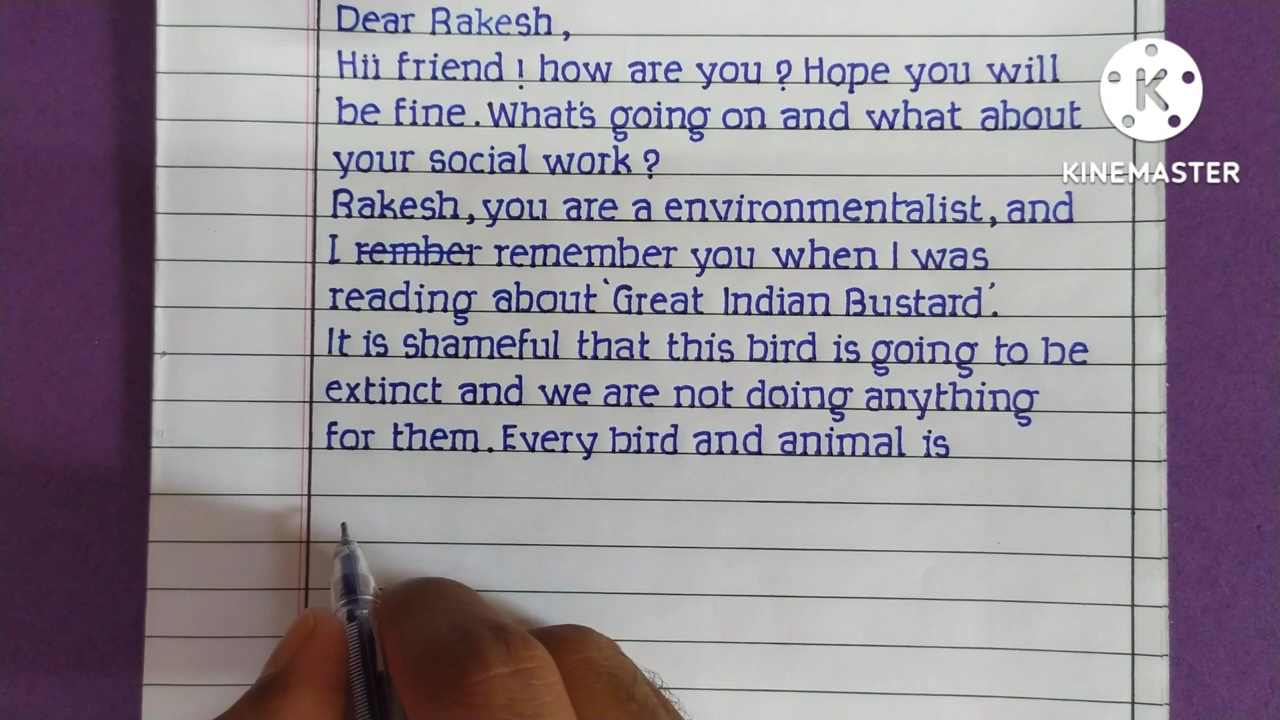 Dear Rakesh,
Hii friend ! how are you ? Hope you will
be fine. What's going on and what about
your social work ?
Rakesh, you are a environmentalist, and
I rember remember you when I was
reading about 'Great Indian Bustard'.
It is shameful that this bird is going to be
extinct and we are not doing anything
for them. Every bird and animal is
K
KINEMASTER